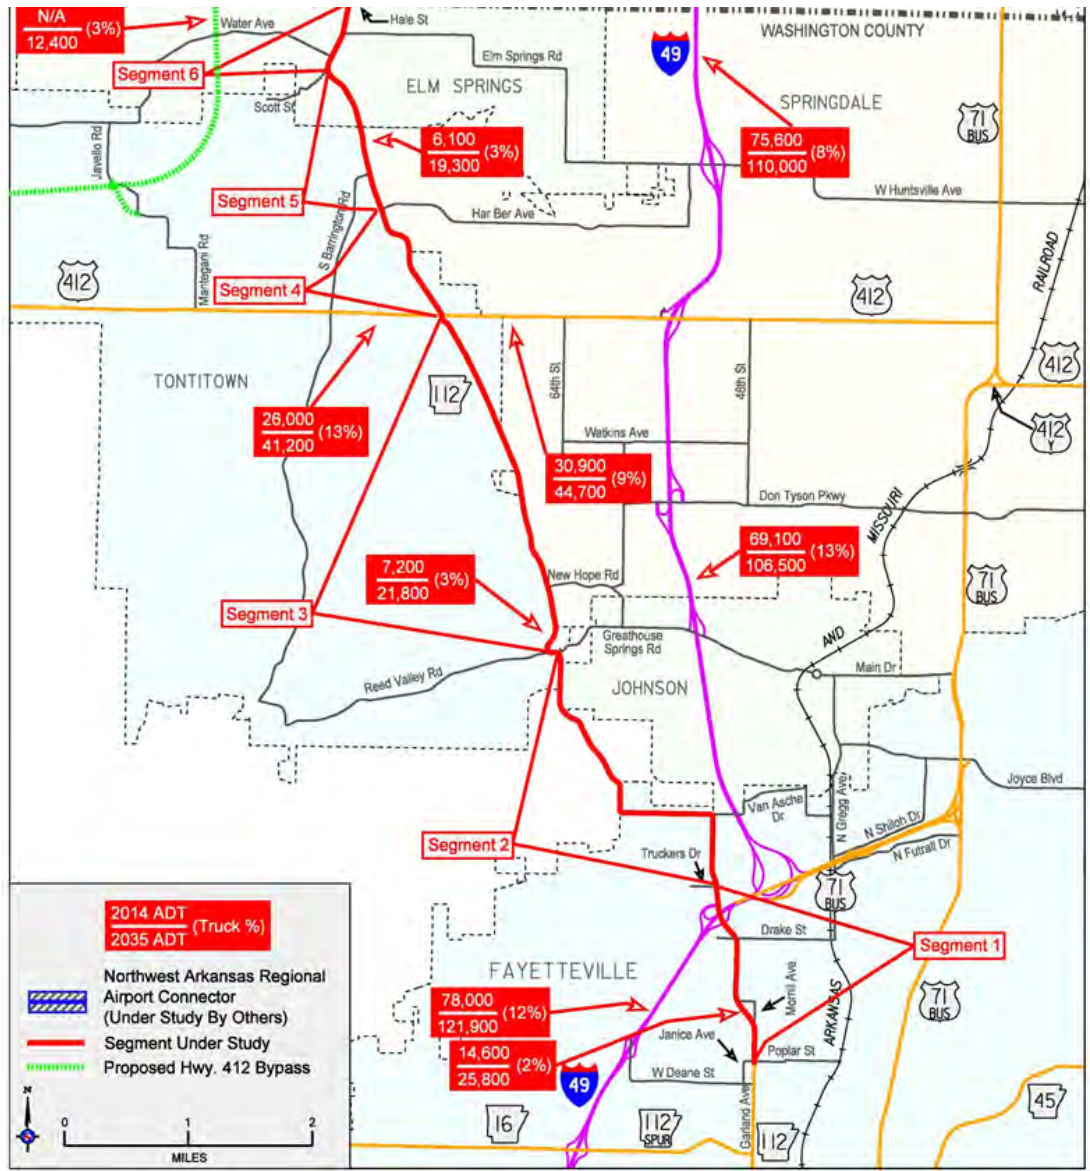 N/A
12,400
(3%)
Water Ave
Hale St
WASHINGTON COUNTY
Elm Springs Rd
49
Segment 6
ELM SPRINGS
SPRINGDALE
Scott St
71
BUS
Javello Rd
6,100
19,300
(3%)
75,600
110,000
(8%)
W Huntsville Ave
Segment 5
Har Ber Ave
S Barrington Rd
Mantegani Rd
RAILROAD
412
Segment 4
412
TONTITOWN
112
64th St
48th St
412
412
Y
26,000
41,200
(13%)
Watkins Ave
30,900
44,700
(9%)
Don Tyson Pkwy
MISSOURI
69,100
106,500
(13%)
7,200
21,800
(3%)
New Hope Rd
71
BUS
Segment 3
Greathouse
Springs Rd
AND
Main Dr
Reed Valley Rd
JOHNSON
Joyce Blvd
Van Asche
Dr
N Gregg Ave
N Shiloh Dr
Segment 2
Truckers Dr
N Futrall Dr
71
BUS
2014 ADT
2035 ADT
(Truck %)
Drake St
Segment 1
Northwest Arkansas Regional
Airport Connector
(Under Study By Others)
FAYETTEVILLE
Morril Ave
ARKANSAS
71
BUS
78,000
121,900
(12%)
Segment Under Study
Janice Ave
14,600
25,800
(2%)
Poplar St
Proposed Hwy. 412 Bypass
W Deane St
49
N
0
1
2
MILES
16
112
SPUR
Garland Ave
112
45